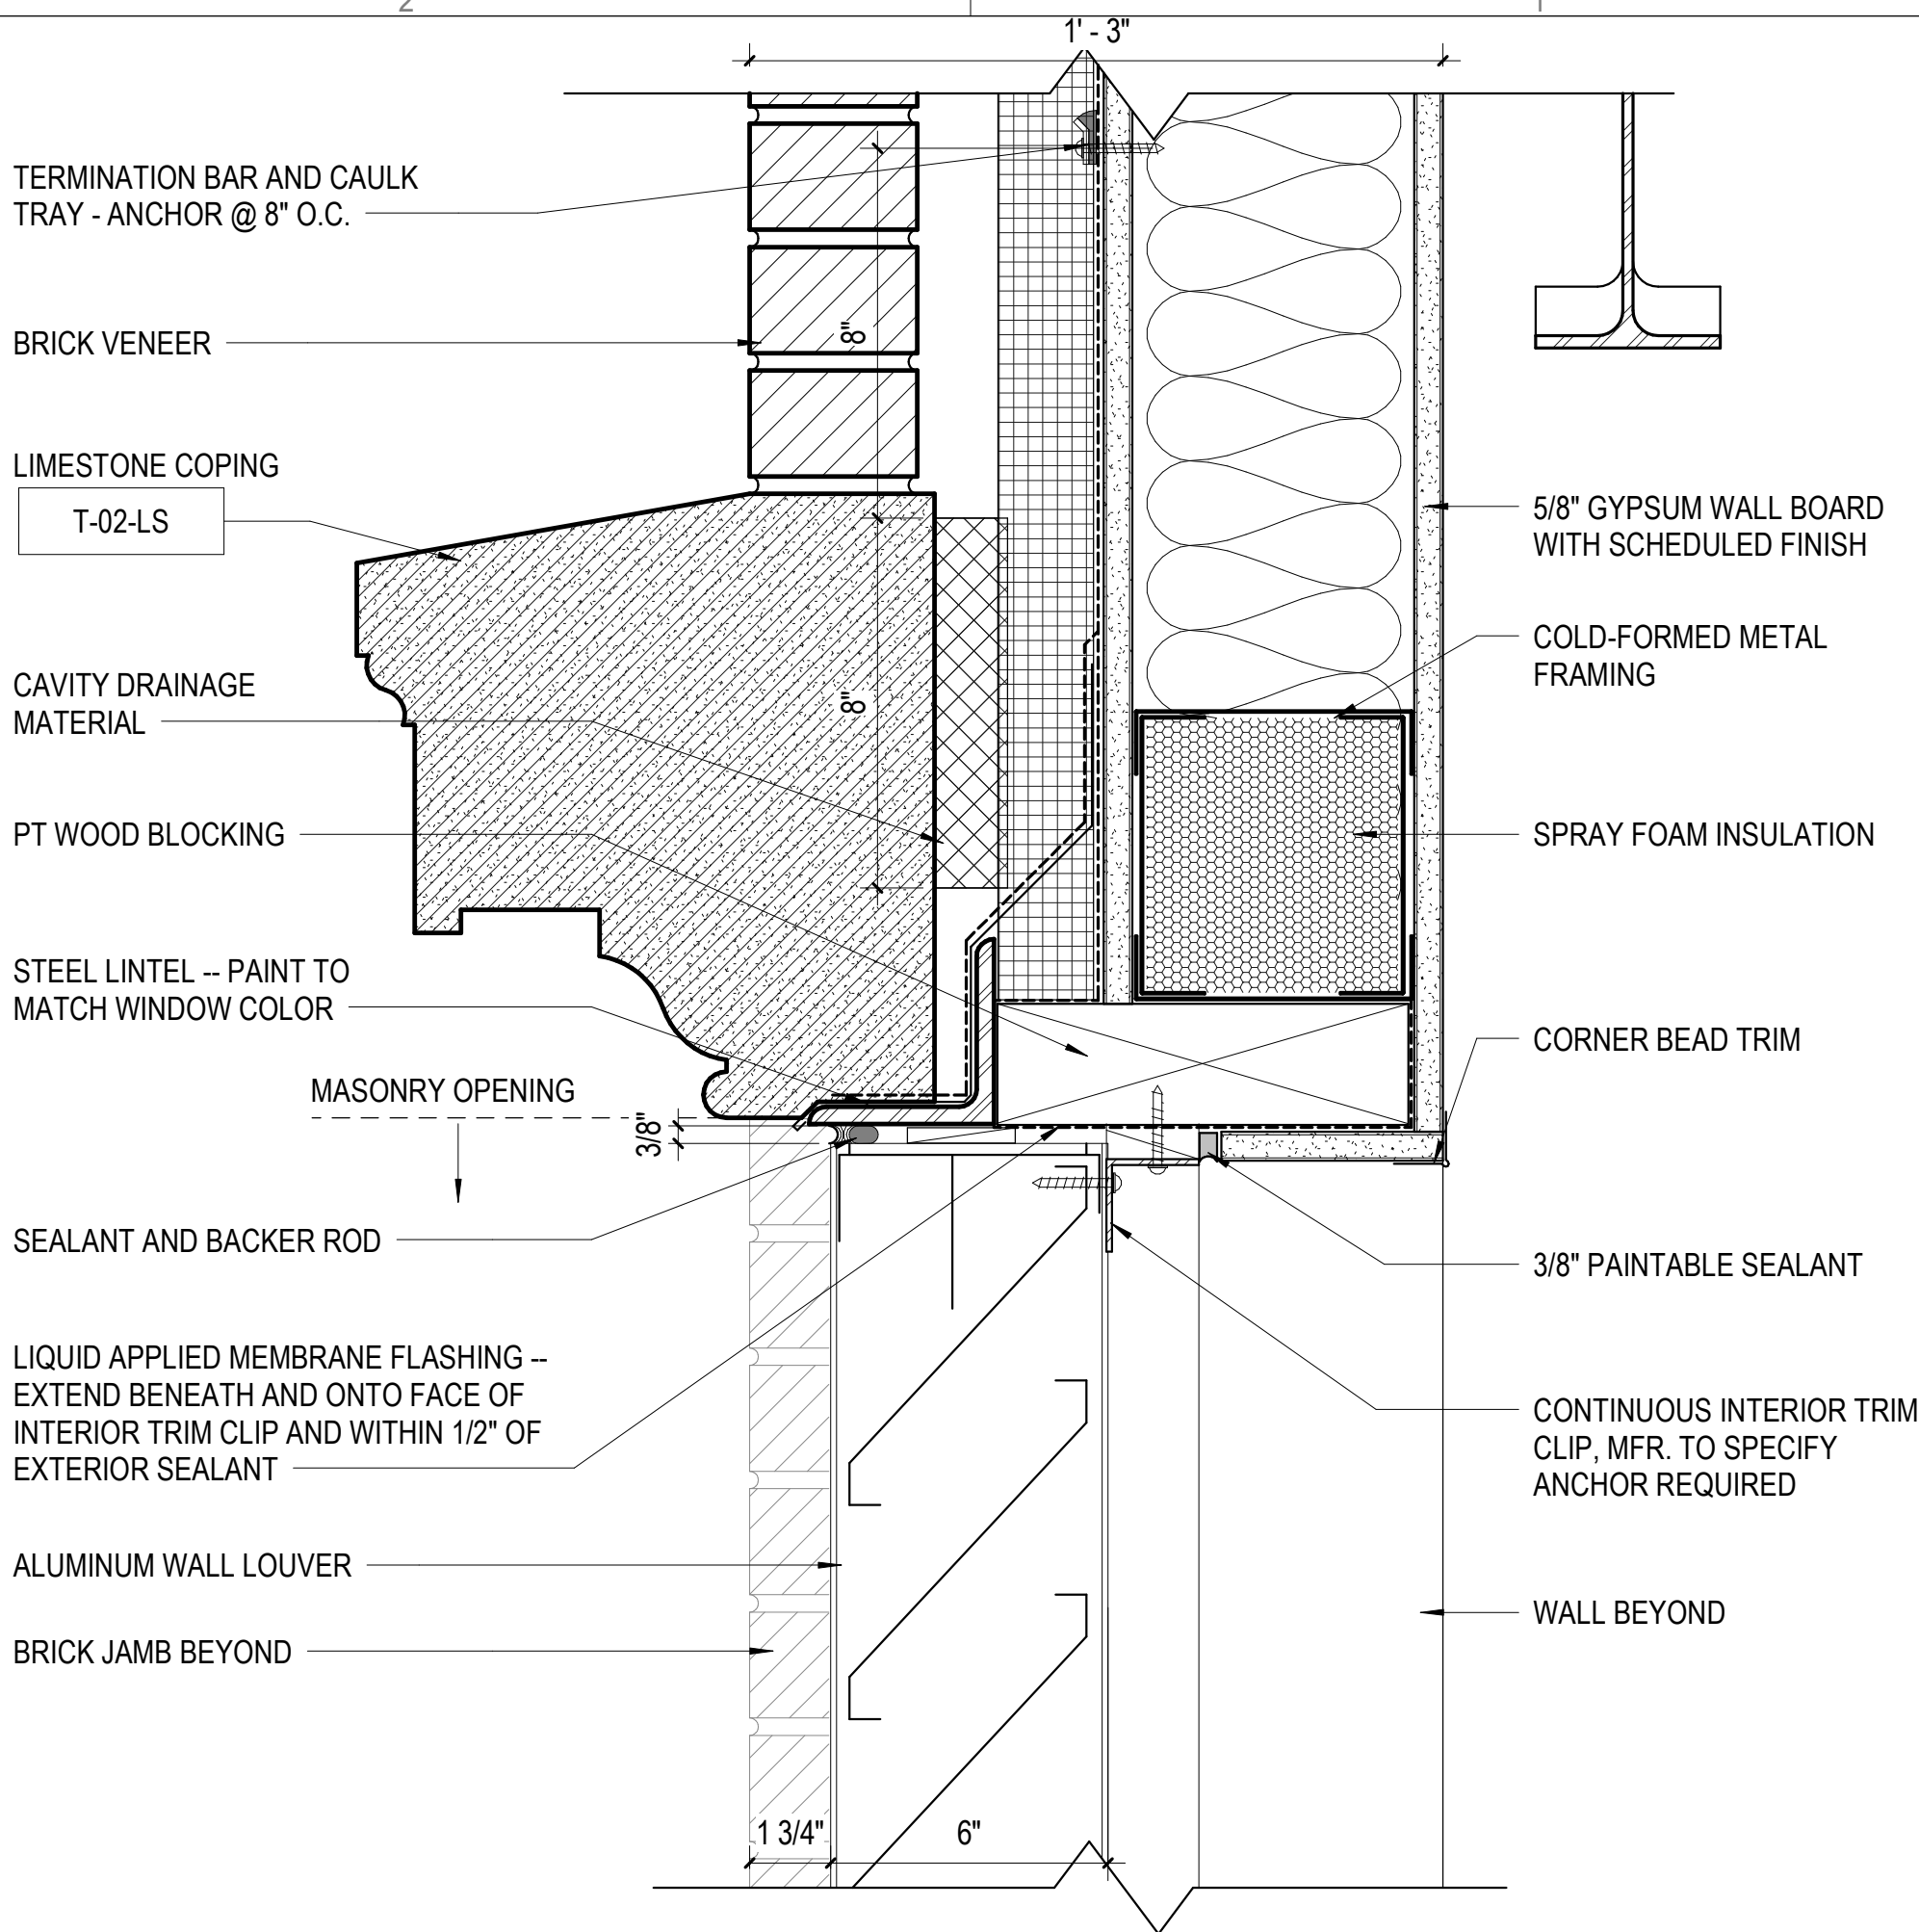 2
1' - 3"
TERMINATION BAR AND CAULK
TRAY - ANCHOR @ 8" O.C.
BRICK VENEER
8"
LIMESTONE COPING
T-02-LS
5/8" GYPSUM WALL BOARD
WITH SCHEDULED FINISH
COLD-FORMED METAL
FRAMING
CAVITY DRAINAGE
MATERIAL
8"
PT WOOD BLOCKING
SPRAY FOAM INSULATION
STEEL LINTEL -- PAINT TO
MATCH WINDOW COLOR
CORNER BEAD TRIM
MASONRY OPENING
3/8"
SEALANT AND BACKER ROD
3/8" PAINTABLE SEALANT
LIQUID APPLIED MEMBRANE FLASHING --
EXTEND BENEATH AND ONTO FACE OF
INTERIOR TRIM CLIP AND WITHIN 1/2" OF
EXTERIOR SEALANT
CONTINUOUS INTERIOR TRIM
CLIP, MFR. TO SPECIFY
ANCHOR REQUIRED
ALUMINUM WALL LOUVER
WALL BEYOND
BRICK JAMB BEYOND
1 3/4"
6"